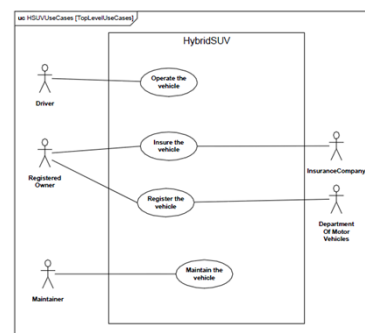 uc HSUVUseCases [TopLevelUseCases]
HybridSUV
Operate the
vehicle
Driver
Insure the
vehicle
Registered
Owner
InsuranceCompany
Register the
vehicle
Department
Of Motor
Vehicles
Maintain the
vehicle
Maintainer